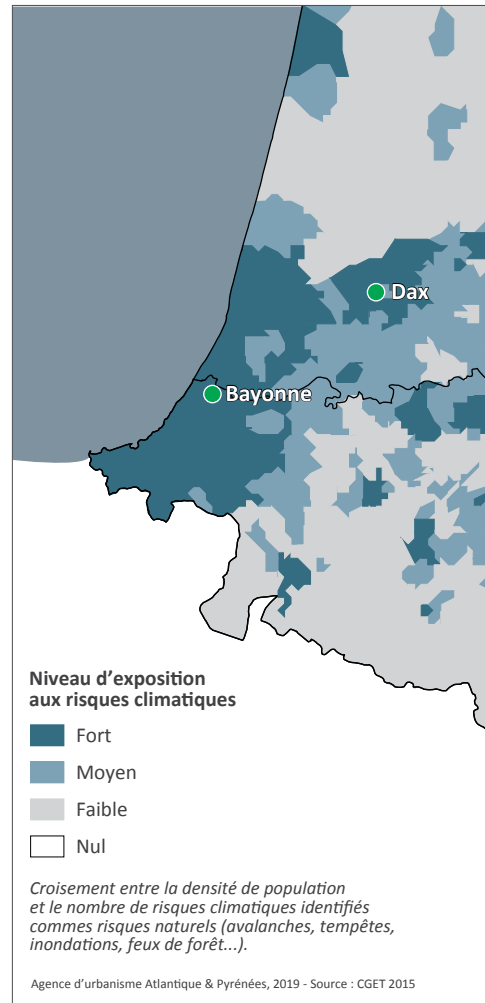 Dax
Bayonne
Niveau d'exposition
aux risques climatiques
Fort
Moyen
Faible
Nul
Croisement entre la densité de population
et le nombre de risques climatiques identifiés
commes risques naturels (avalanches, tempêtes,
inondations, feux de forêt...).
Agence d'urbanisme Atlantique & Pyrénées, 2019 - Source : CGET 2015